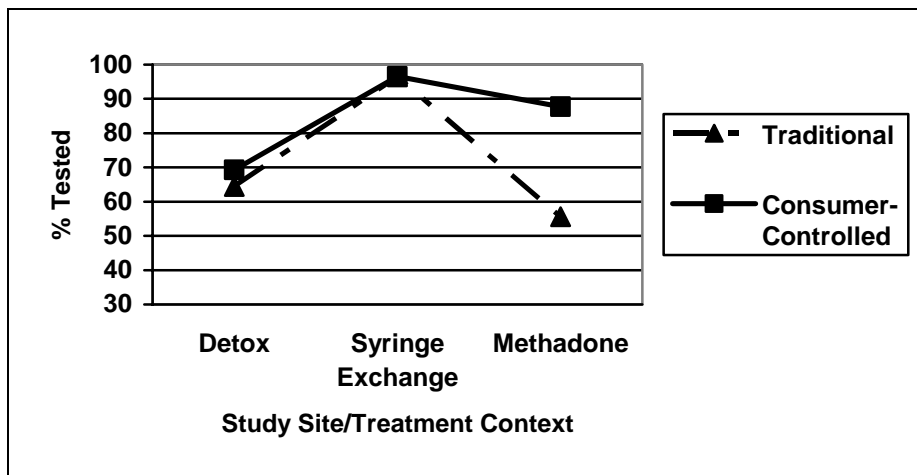 % Tested
100
90
80
70
60
50
40
30
Detox
Syringe
Exchange
Methadone
Study Site/Treatment Context
Traditional
Consumer-
Controlled